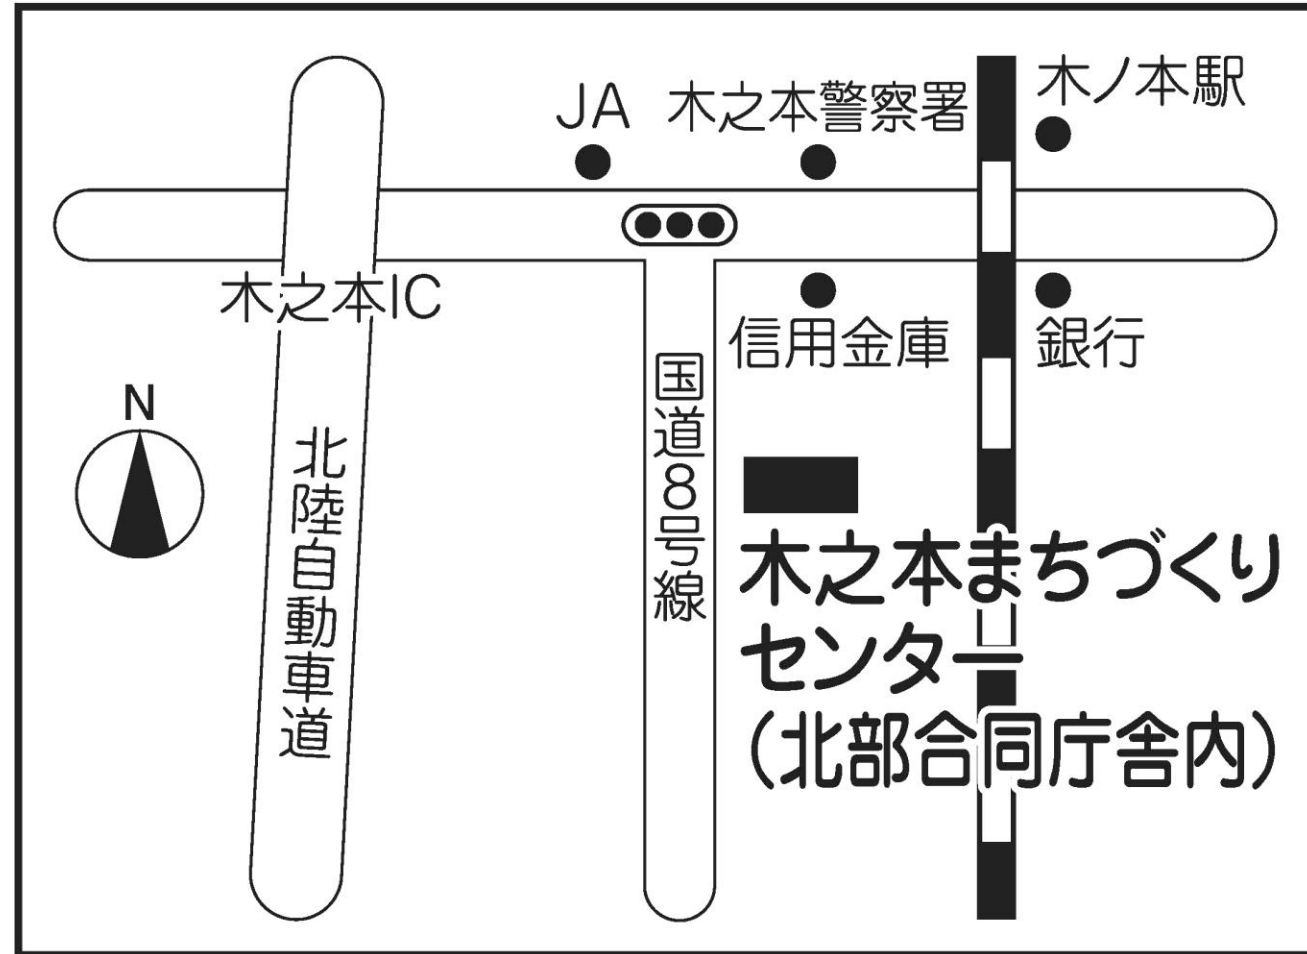 木ノ本駅
JA
木之本警察署
木之本IC
信用金庫
銀行
N
国道8号線
北陸自動車道
木之本まちづくり
センター
(北部合同庁舎内)